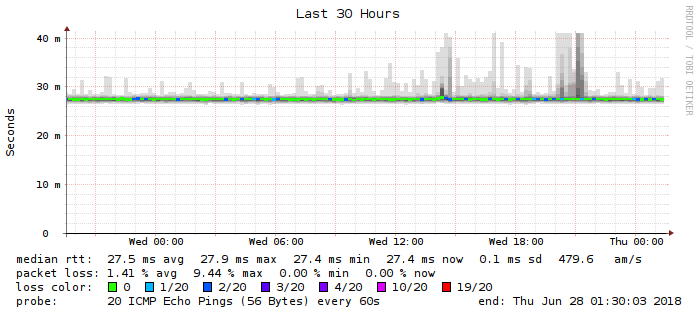 Last 30 Hours
RRDTOOL / TOBI OETIKER
Seconds
40 m
30 m
20 m
10 m
0
Wed 00:00 Wed 06:00 Wed 12:00 Wed 18:00 Thu 00:00
median rtt: 27.5 ms avg 27.9 ms max 27.4 ms min 27.4 ms now 0.1 ms sd 479.6 am/s
packet loss: 1.41 % avg 9.44 % max 0.00 % min 0.00 % now
loss color: 0 1/20 2/20 3/20 4/20 10/20 19/20
probe: 20 ICMP Echo Pings (56 Bytes) every 60s end: Thu Jun 28 01:30:03 2018